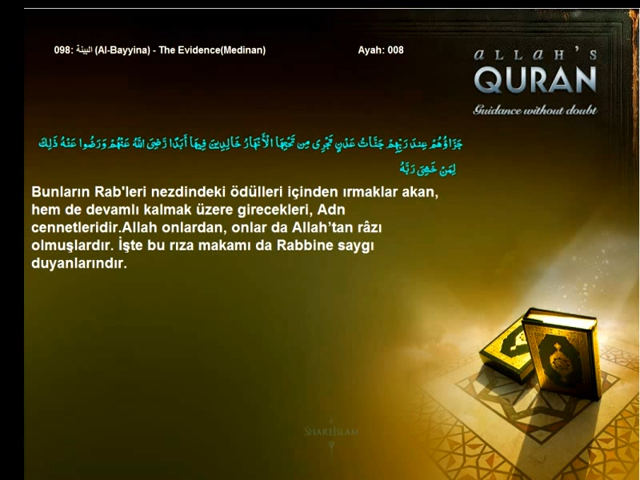 098: البينة (Al-Bayyina) - The Evidence(Medinan) Ayah: 008
ALLAH'S
QURAN
Guidance without doubt
جَزَاؤُهُمْ عِندَ رَبِّهِمْ جَنَّاتُ عَدْنٍ تَجْرِي مِن تَحْتِهَا الْأَنْهَارُ خَالِدِينَ فِيهَا أَبَدًا رَّضِيَ اللَّهُ عَنْهُمْ وَرَضُوا عَنْهُ ذَٰلِكَ
لِمَنْ خَشِيَ رَبَّهُ
Bunların Rab'leri nezdindeki ödülleri içinden ırmaklar akan,
hem de devamlı kalmak üzere girecekleri, Adn
cennetleridir.Allah onlardan, onlar da Allah’tan râzı
olmuşlardır. İşte bu rıza makamı da Rabbine saygı
duyanlarındır.
SHAREISLAM